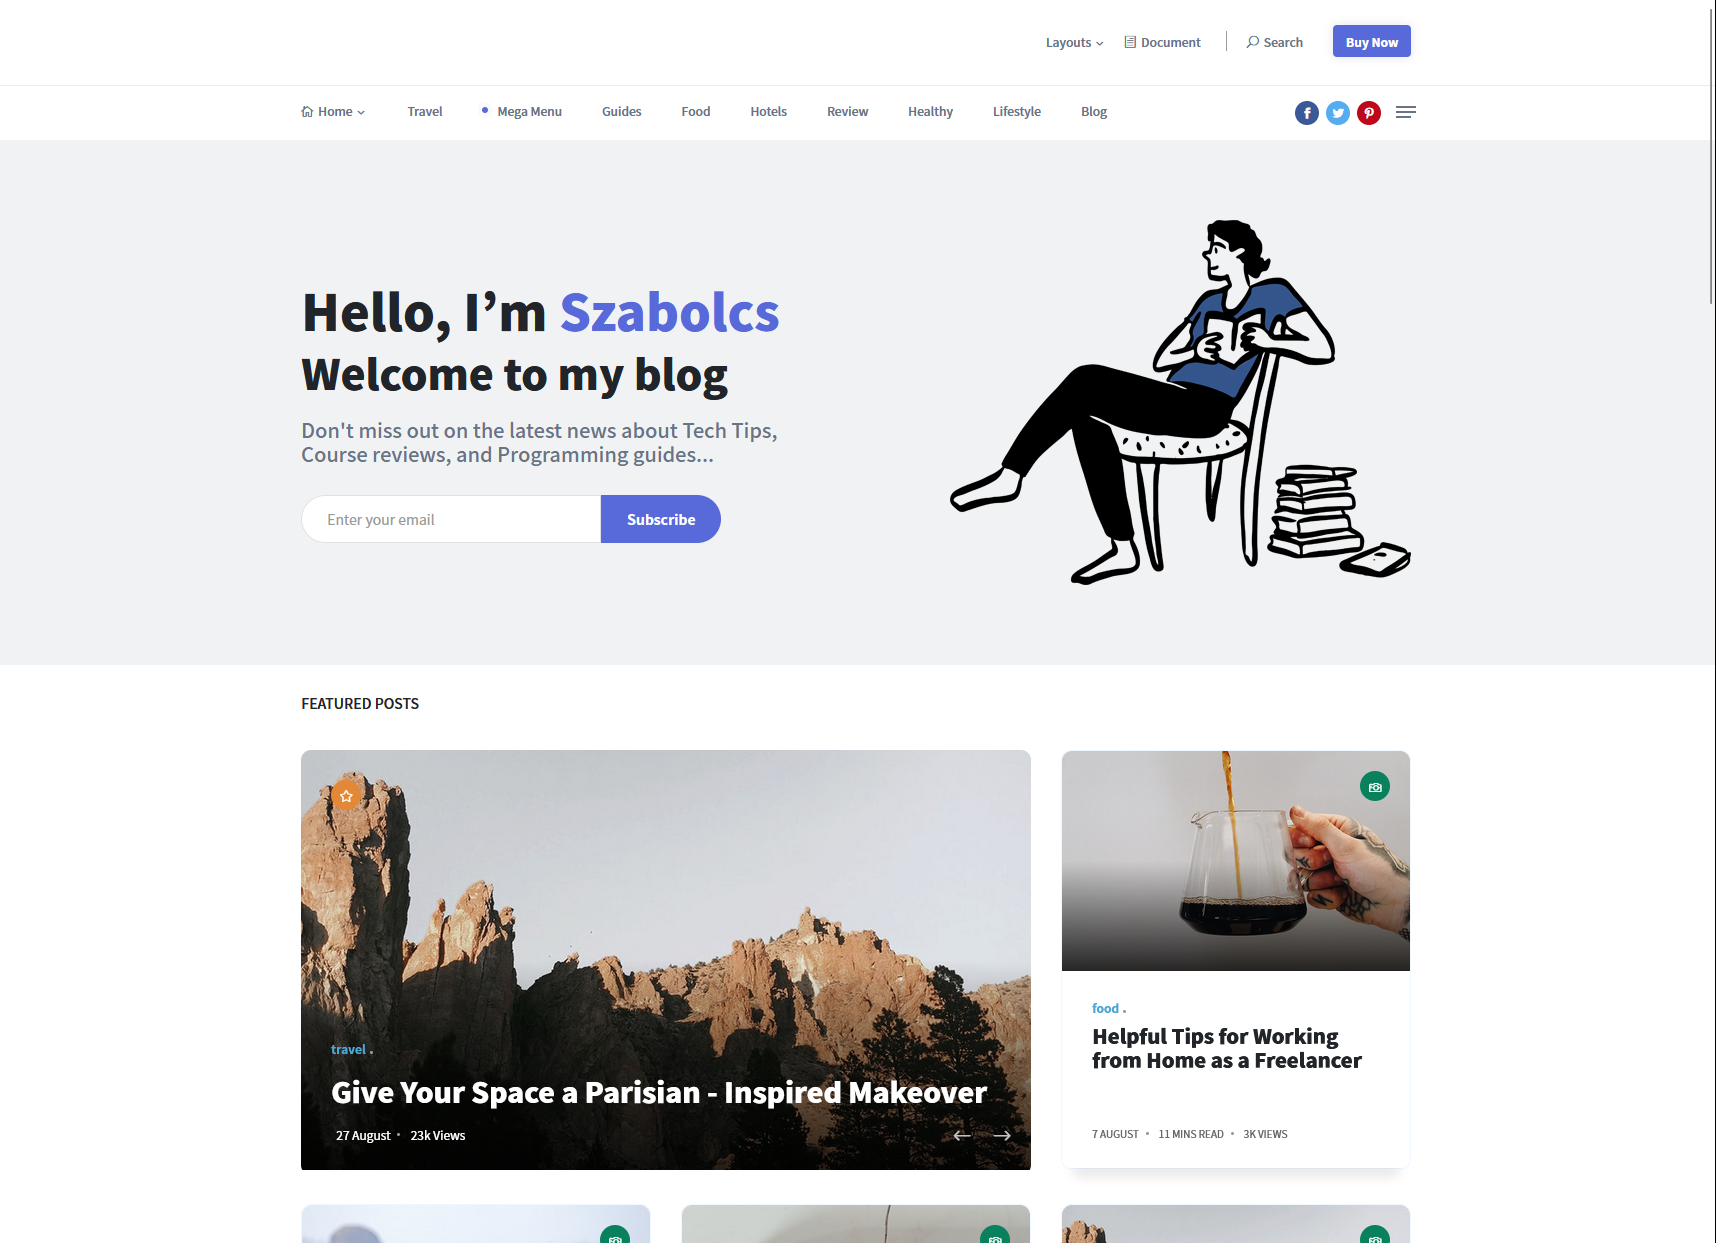 Layouts Document Search Buy Now
Home Travel Mega Menu Guides Food Hotels Review Healthy Lifestyle Blog
Hello, I’m Szabolcs
Welcome to my blog
Don't miss out on the latest news about Tech Tips,
Course reviews, and Programming guides...
Enter your email Subscribe
FEATURED POSTS
travel .
Give Your Space a Parisian - Inspired Makeover
27 August • 23k Views
food .
Helpful Tips for Working
from Home as a Freelancer
7 AUGUST • 11 MINS READ • 3K VIEWS